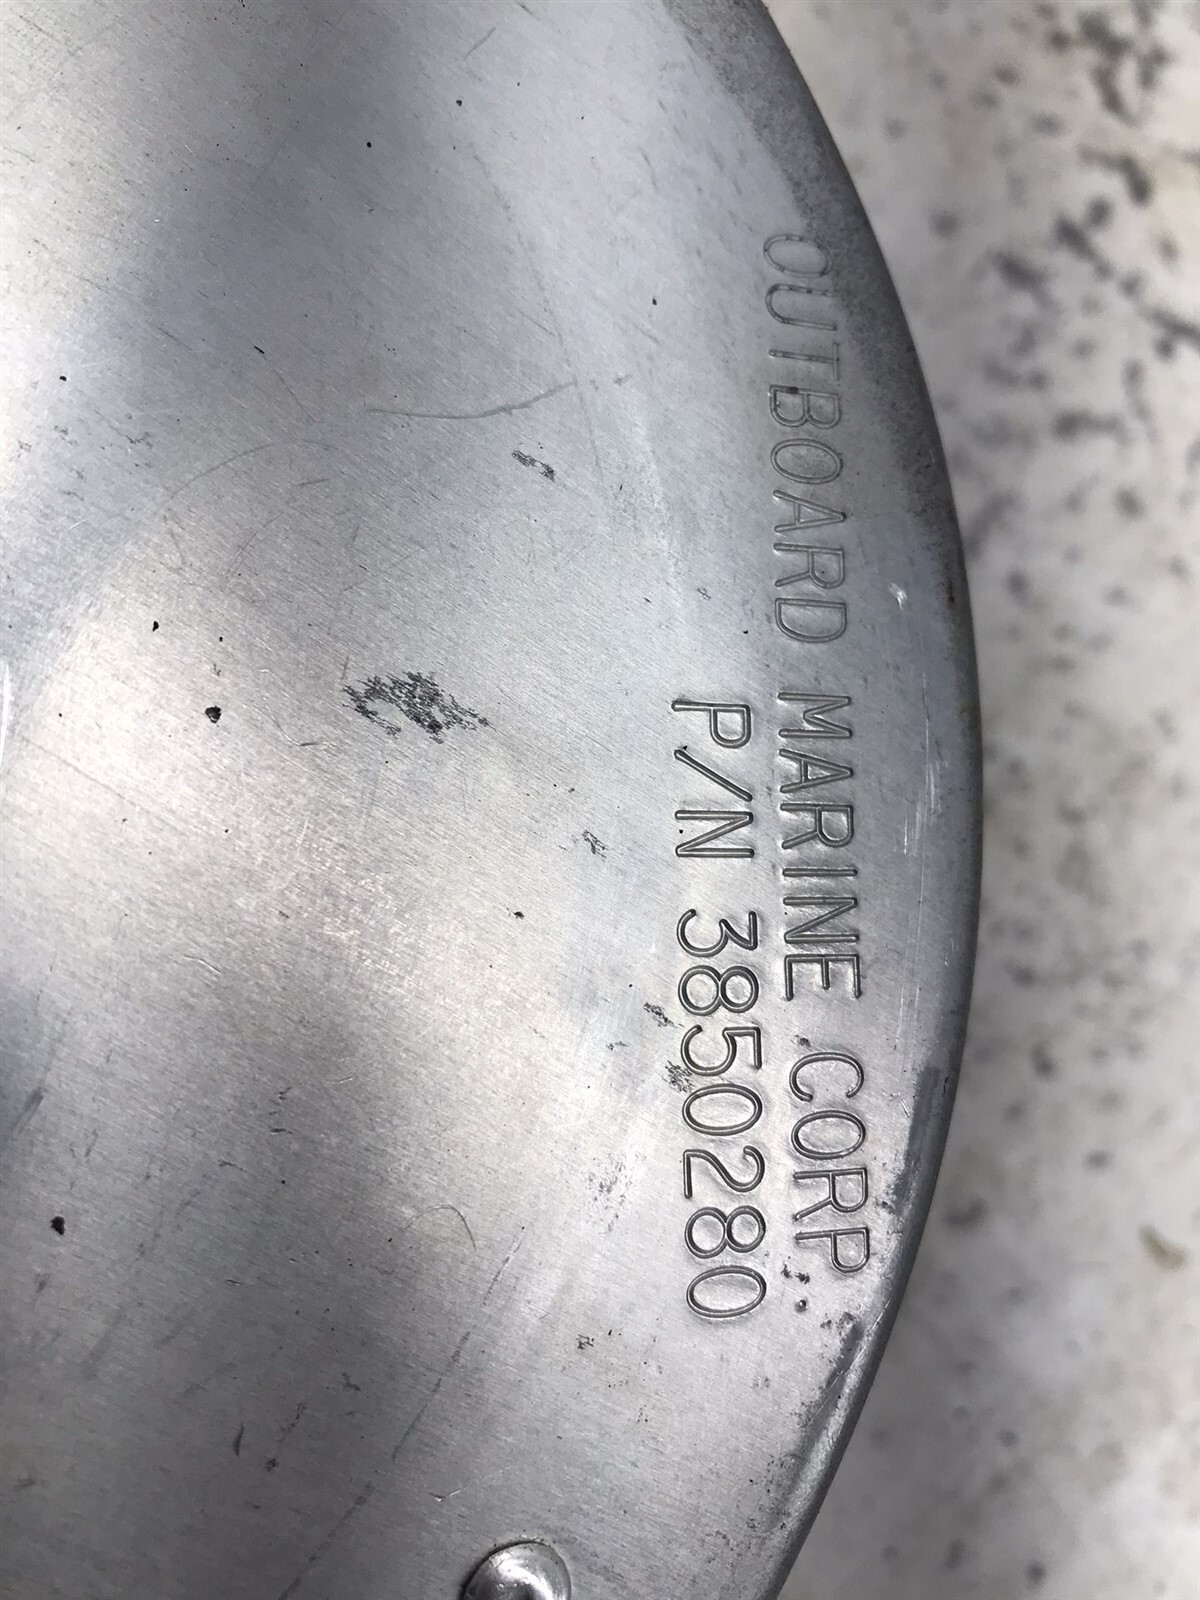 OUTBOARD MARINE CORP.
P/N 3850280